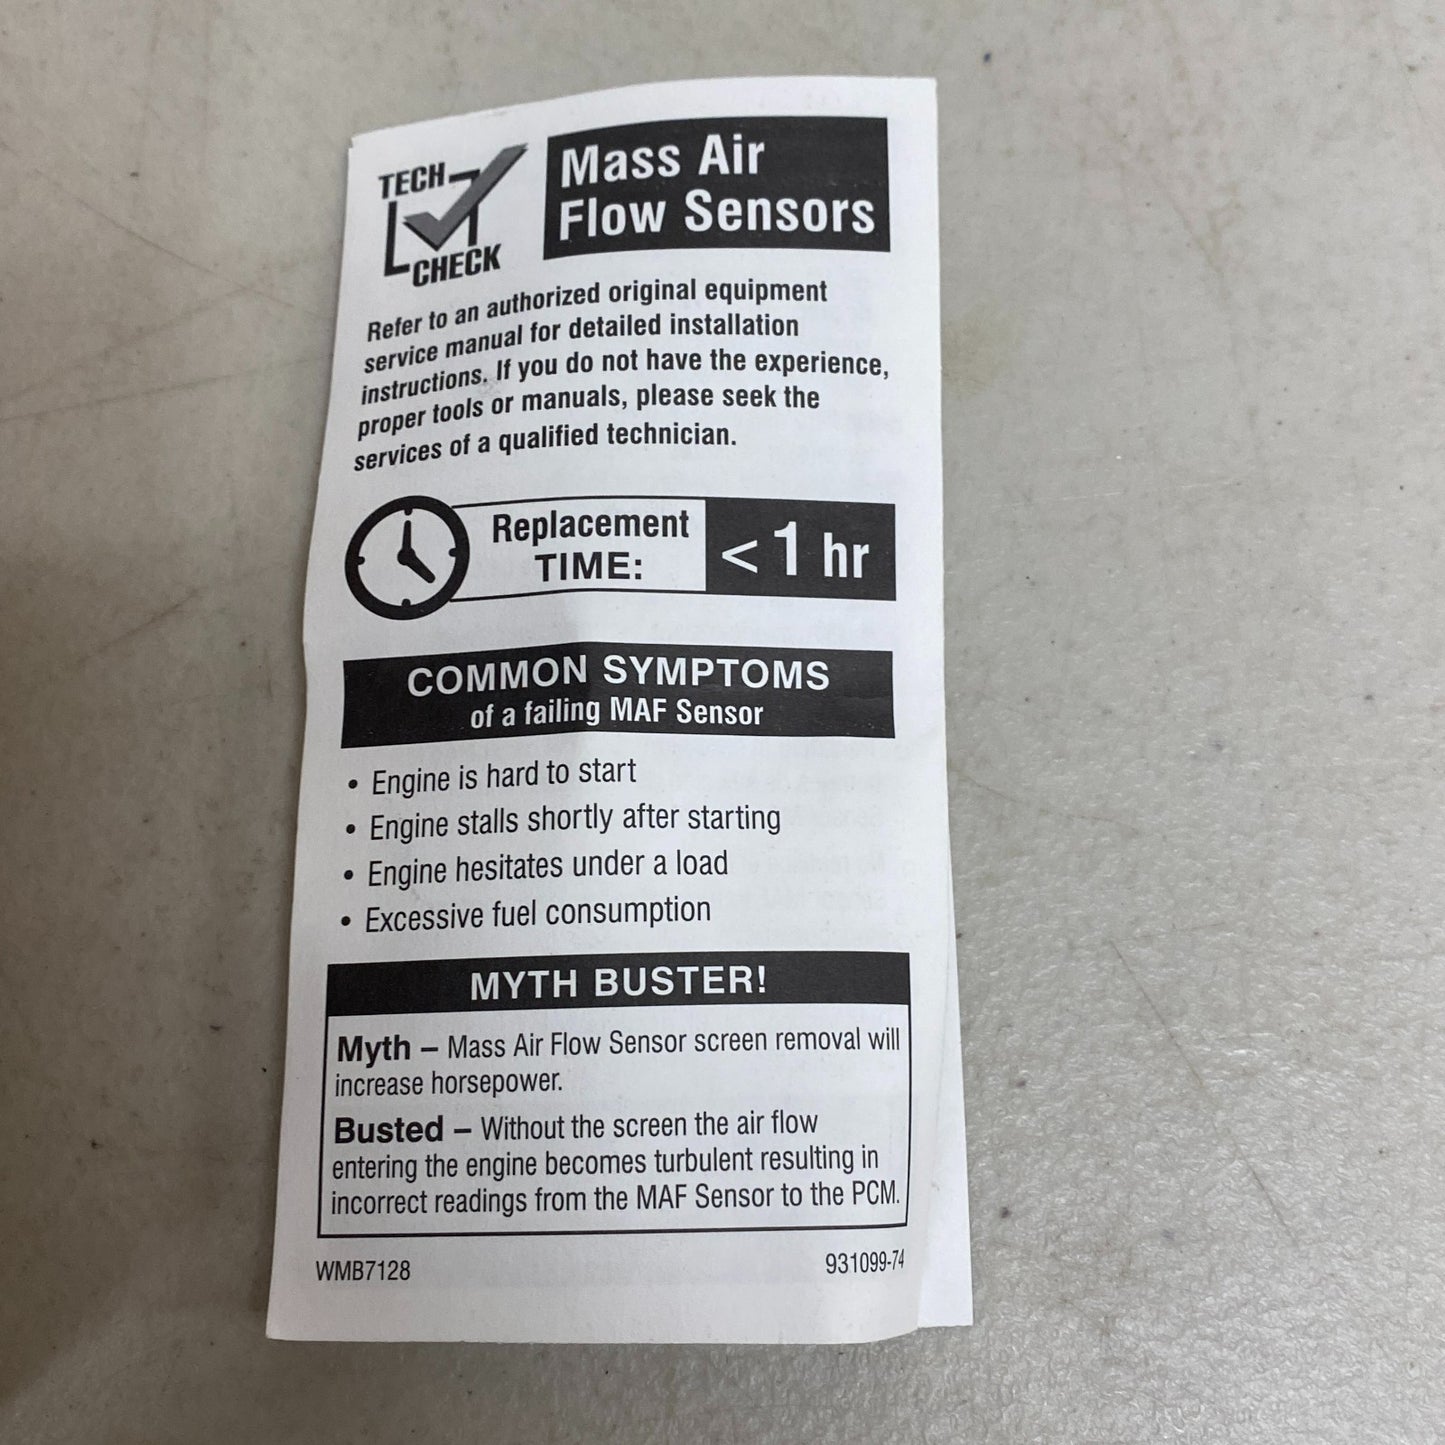 TECH
CHECK
Mass Air
Flow Sensors
Refer to an authorized original equipment
service manual for detailed installation
instructions. If you do not have the experience,
proper tools or manuals, please seek the
services of a qualified technician.
Replacement
TIME:
< 1 hr
COMMON SYMPTOMS
of a failing MAF Sensor
• Engine is hard to start
• Engine stalls shortly after starting
• Engine hesitates under a load
• Excessive fuel consumption
MYTH BUSTER!
Myth – Mass Air Flow Sensor screen removal will
increase horsepower.
Busted – Without the screen the air flow
entering the engine becomes turbulent resulting in
incorrect readings from the MAF Sensor to the PCM.
WMB7128
931099-74